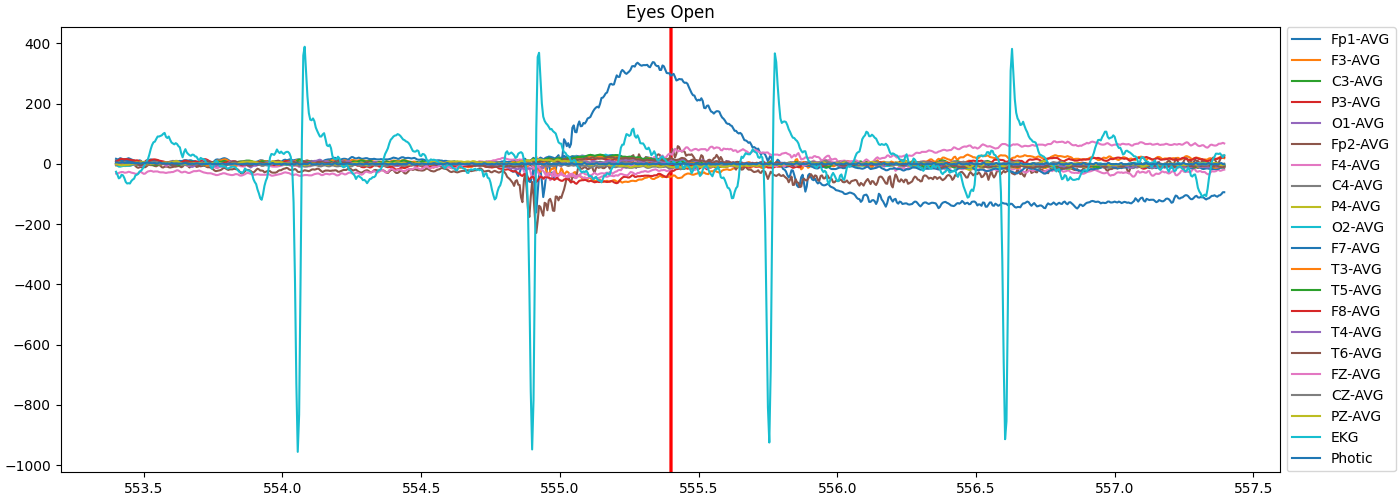 Eyes Open
400
200
0
−200
−400
−600
−800
−1000
553.5 554.0 554.5 555.0 555.5 556.0 556.5 557.0 557.5
Fp1-AVG
F3-AVG
C3-AVG
P3-AVG
O1-AVG
Fp2-AVG
F4-AVG
C4-AVG
P4-AVG
O2-AVG
F7-AVG
T3-AVG
T5-AVG
F8-AVG
T4-AVG
T6-AVG
FZ-AVG
CZ-AVG
PZ-AVG
EKG
Photic